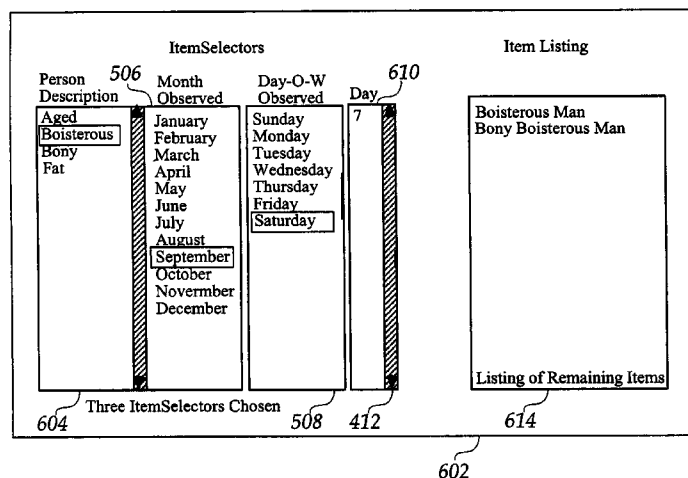 ItemSelectors
Item Listing
Person Description
506
Month Observed
Day-O-W Observed
610
Day
Aged
Boisterous
Bony
Fat
January
February
March
April
May
June
July
August
September
October
Novermber
December
Sunday
Monday
Tuesday
Wednesday
Thursday
Friday
Saturday
7
Boisterous Man
Bony Boisterous Man
Listing of Remaining Items
604
Three ItemSelectors Chosen
508
412
614
602